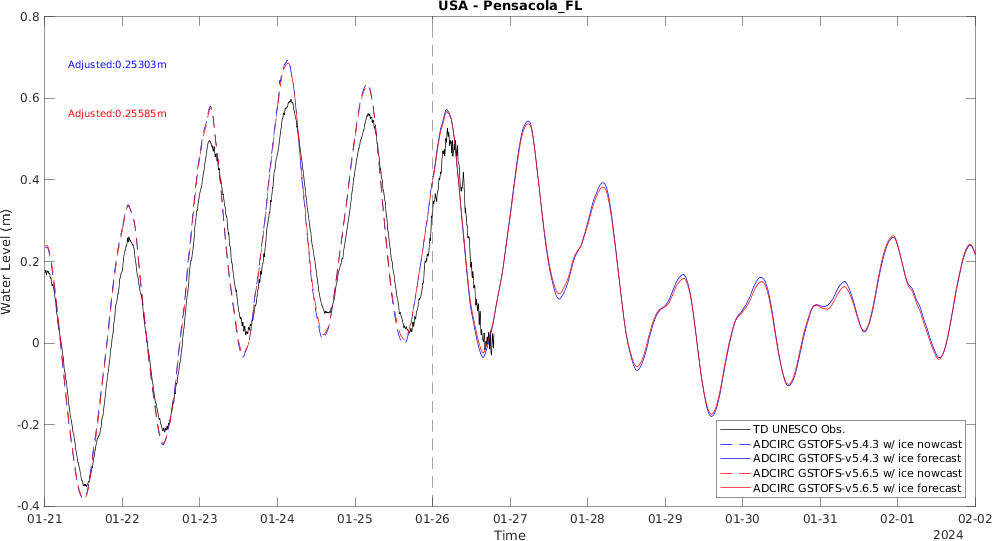 USA - Pensacola_FL
0.8
Adjusted:0.25303m
0.6
Adjusted:0.25585m
0.4
0.2
0
-0.2
-0.4
Water Level (m)
TD UNESCO Obs.
ADCIRC GSTOFS-v5.4.3 w/ ice nowcast
ADCIRC GSTOFS-v5.4.3 w/ ice forecast
ADCIRC GSTOFS-v5.6.5 w/ ice nowcast
ADCIRC GSTOFS-v5.6.5 w/ ice forecast
01-21 01-22 01-23 01-24 01-25 01-26 01-27 01-28 01-29 01-30 01-31 02-01 02-02
Time
2024